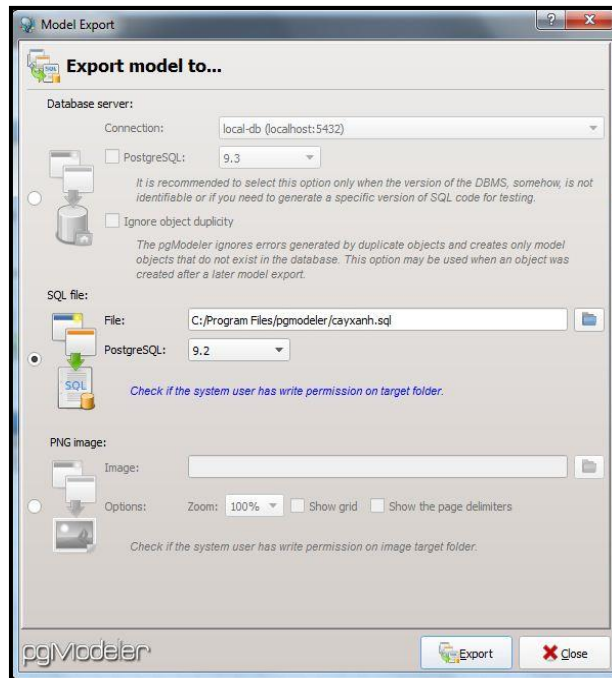 Model Export
?
X
SQL
Export model to...
Database server:
Connection: local-db (localhost:5432)
PostgreSQL: 9.3
It is recommended to select this option only when the version of the DBMS, somehow, is not
identifiable or if you need to generate a specific version of SQL code for testing.
Ignore object duplicity
The pgModeler ignores errors generated by duplicate objects and creates only model
objects that do not exist in the database. This option may be used when an object was
created after a later model export.
SQL file:
File: C:/Program Files/pgmodeler/cayxanh.sql
PostgreSQL: 9.2
SQL
Check if the system user has write permission on target folder.
PNG image:
Image:
Options: Zoom: 100% Show grid Show the page delimiters
Check if the system user has write permission on image target folder.
pgModeler
Export Close